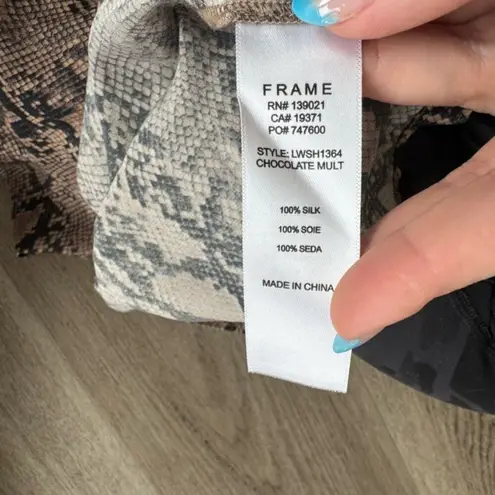 FRAME
RN# 139021
CA# 19371
PO# 747600
STYLE: LWSH1364
CHOCOLATE MULT
100% SILK
100% SOIE
100% SEDA
MADE IN CHINA